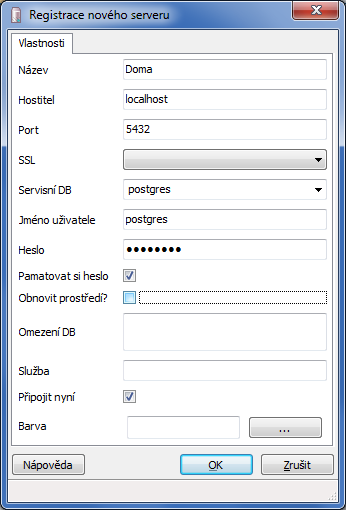 Registrace nového serveru
Vlastnosti
Název Doma
Hostitel localhost
Port 5432
SSL
Servisní DB postgres
Jméno uživatele postgres
Heslo ●●●●●●●●
Pamatovat si heslo
Obnovit prostředí?
Omezení DB
Služba
Připojit nyní
Barva ...
Nápověda OK Zrušit